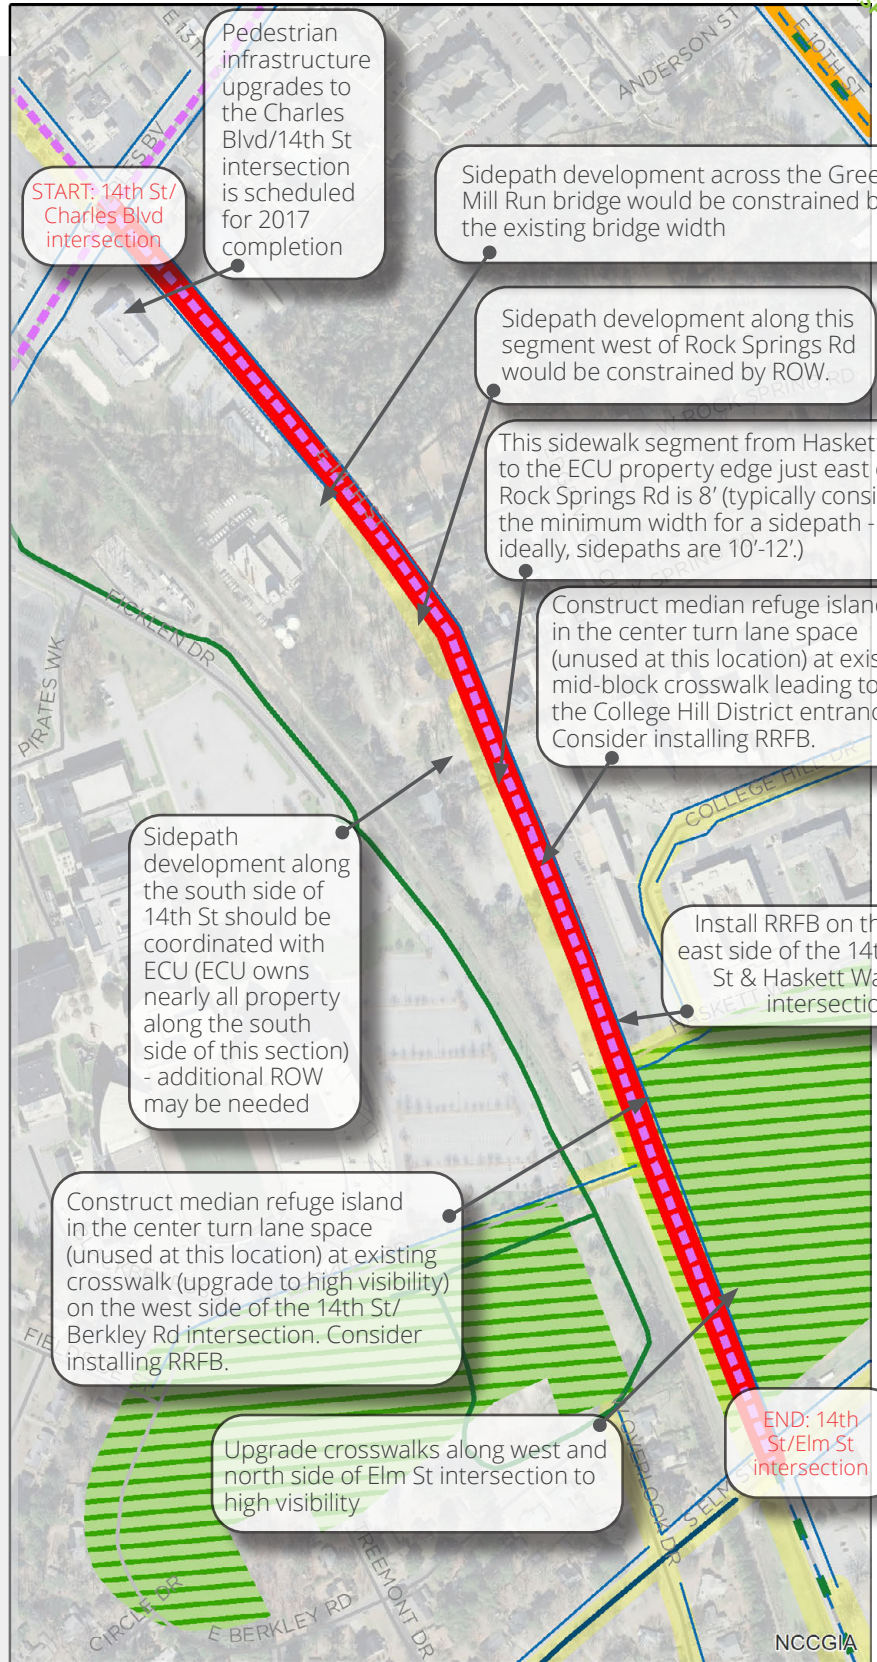 E 13TH
Pedestrian
infrastructure
upgrades to
the Charles
Blvd/14th St
intersection
is scheduled
for 2017
completion
ANDERSON ST
E 10TH ST
START: 14th St/
Charles Blvd
intersection
Sidepath development across the Gree
Mill Run bridge would be constrained b
the existing bridge width
Sidepath development along this
segment west of Rock Springs Rd
would be constrained by ROW.
W ROCK SPRING RD
This sidewalk segment from Haskett
to the ECU property edge just east
Rock Springs Rd is 8’ (typically consi
the minimum width for a sidepath -
ideally, sidepaths are 10’-12’.)
E 14TH ST
FICKLEN DR
PIRATES WK
Construct median refuge islan
in the center turn lane space
(unused at this location) at exis
mid-block crosswalk leading to
the College Hill District entranc
Consider installing RRFB.
COLLEGE HILL DR
Sidepath
development along
the south side of
14th St should be
coordinated with
ECU (ECU owns
nearly all property
along the south
side of this section)
- additional ROW
may be needed
Install RRFB on th
east side of the 14t
St & Haskett Wa
intersectio
Construct median refuge island
in the center turn lane space
(unused at this location) at existing
crosswalk (upgrade to high visibility)
on the west side of the 14th St/
Berkley Rd intersection. Consider
installing RRFB.
Upgrade crosswalks along west and
north side of Elm St intersection to
high visibility
END: 14th
St/Elm St
intersection
OVERLOOK DR
S ELM S
CIRCLE DR
E BERKLEY RD
TREEMONT DR
NCCGIA